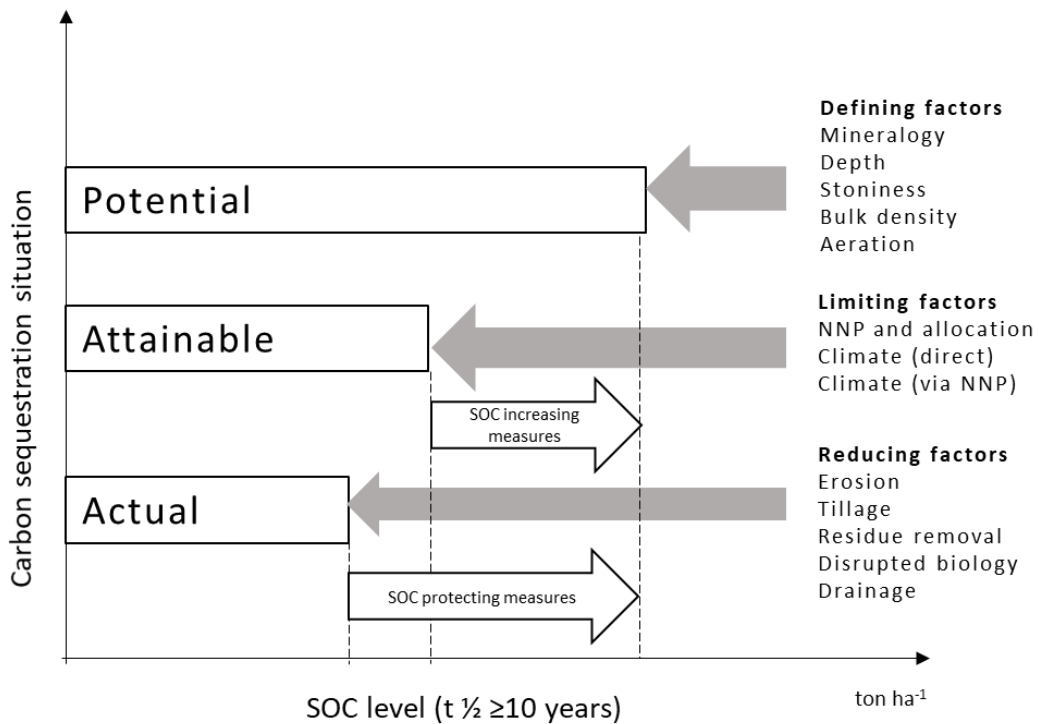 Carbon sequestration situation
Potential
Attainable
Actual
SOC increasing
measures
SOC protecting measures
Defining factors
Mineralogy
Depth
Stoniness
Bulk density
Aeration
Limiting factors
NNP and allocation
Climate (direct)
Climate (via NNP)
Reducing factors
Erosion
Tillage
Residue removal
Disrupted biology
Drainage
SOC level (t ½ ≥10 years)
ton ha⁻¹